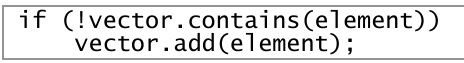 if (!vector.contains(element))
    vector.add(element);